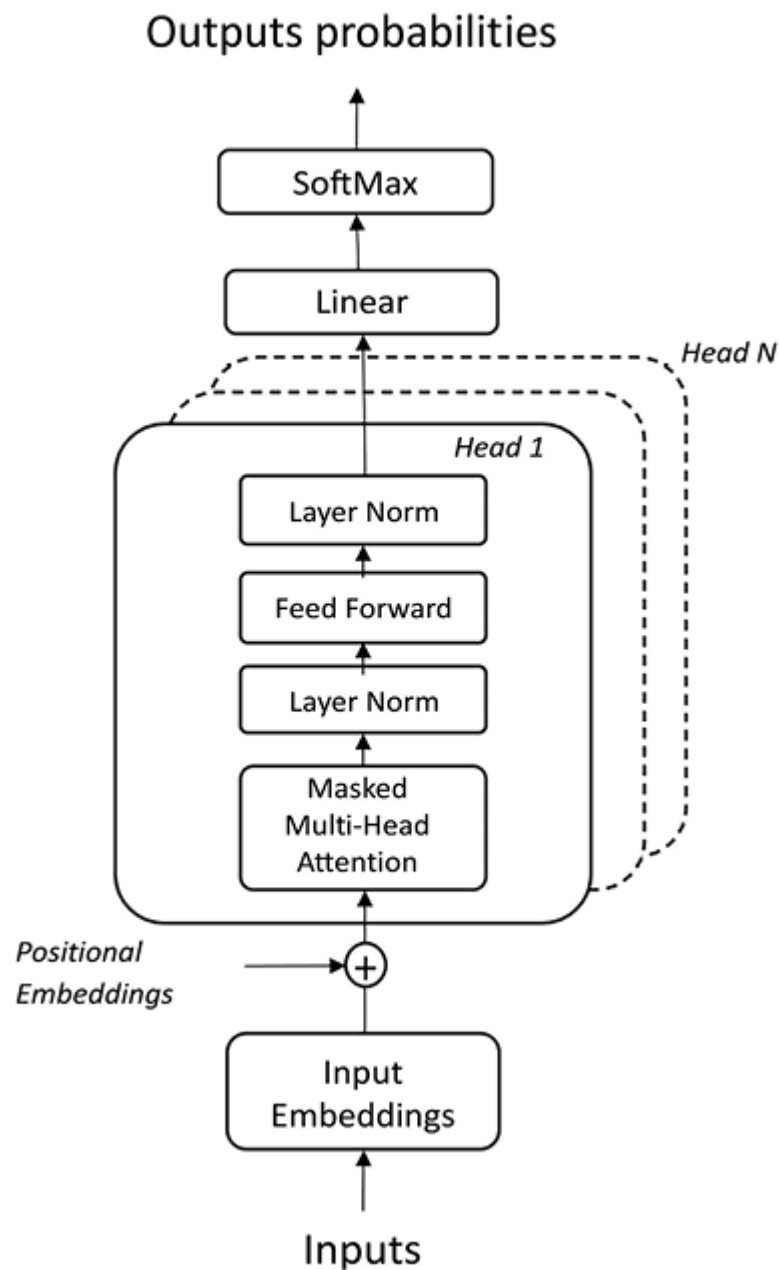 Outputs probabilities
SoftMax
Linear
Head N
Head 1
Layer Norm
Feed Forward
Layer Norm
Masked
Multi-Head
Attention
Positional
Embeddings
+
Input
Embeddings
Inputs